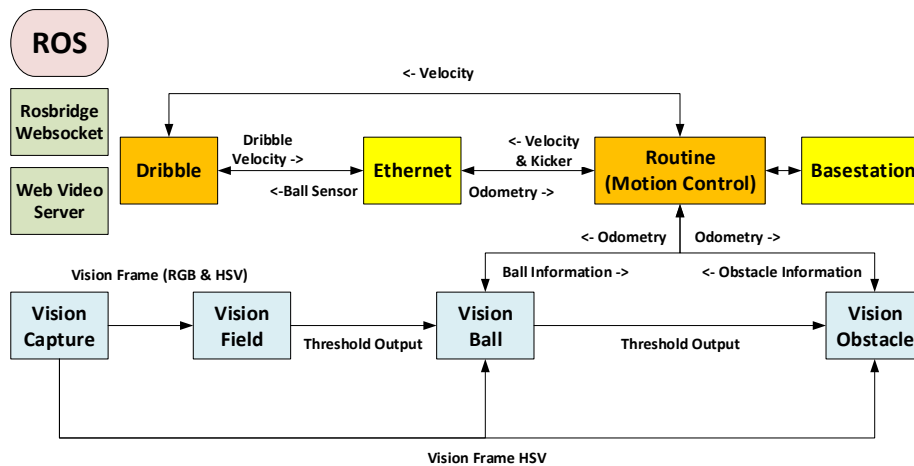 ROS
<- Velocity
Rosbridge
Websocket
Dribble
Velocity ->
<- Velocity
& Kicker
Dribble
Ethernet
Routine
(Motion Control)
Basestation
<-Ball Sensor
Odometry ->
Web Video
Server
<- Odometry
Odometry ->
Ball Information ->
<- Obstacle Information
Vision Frame (RGB & HSV)
Vision
Capture
Vision
Field
Threshold Output
Vision
Ball
Threshold Output
Vision
Obstacle
Vision Frame HSV